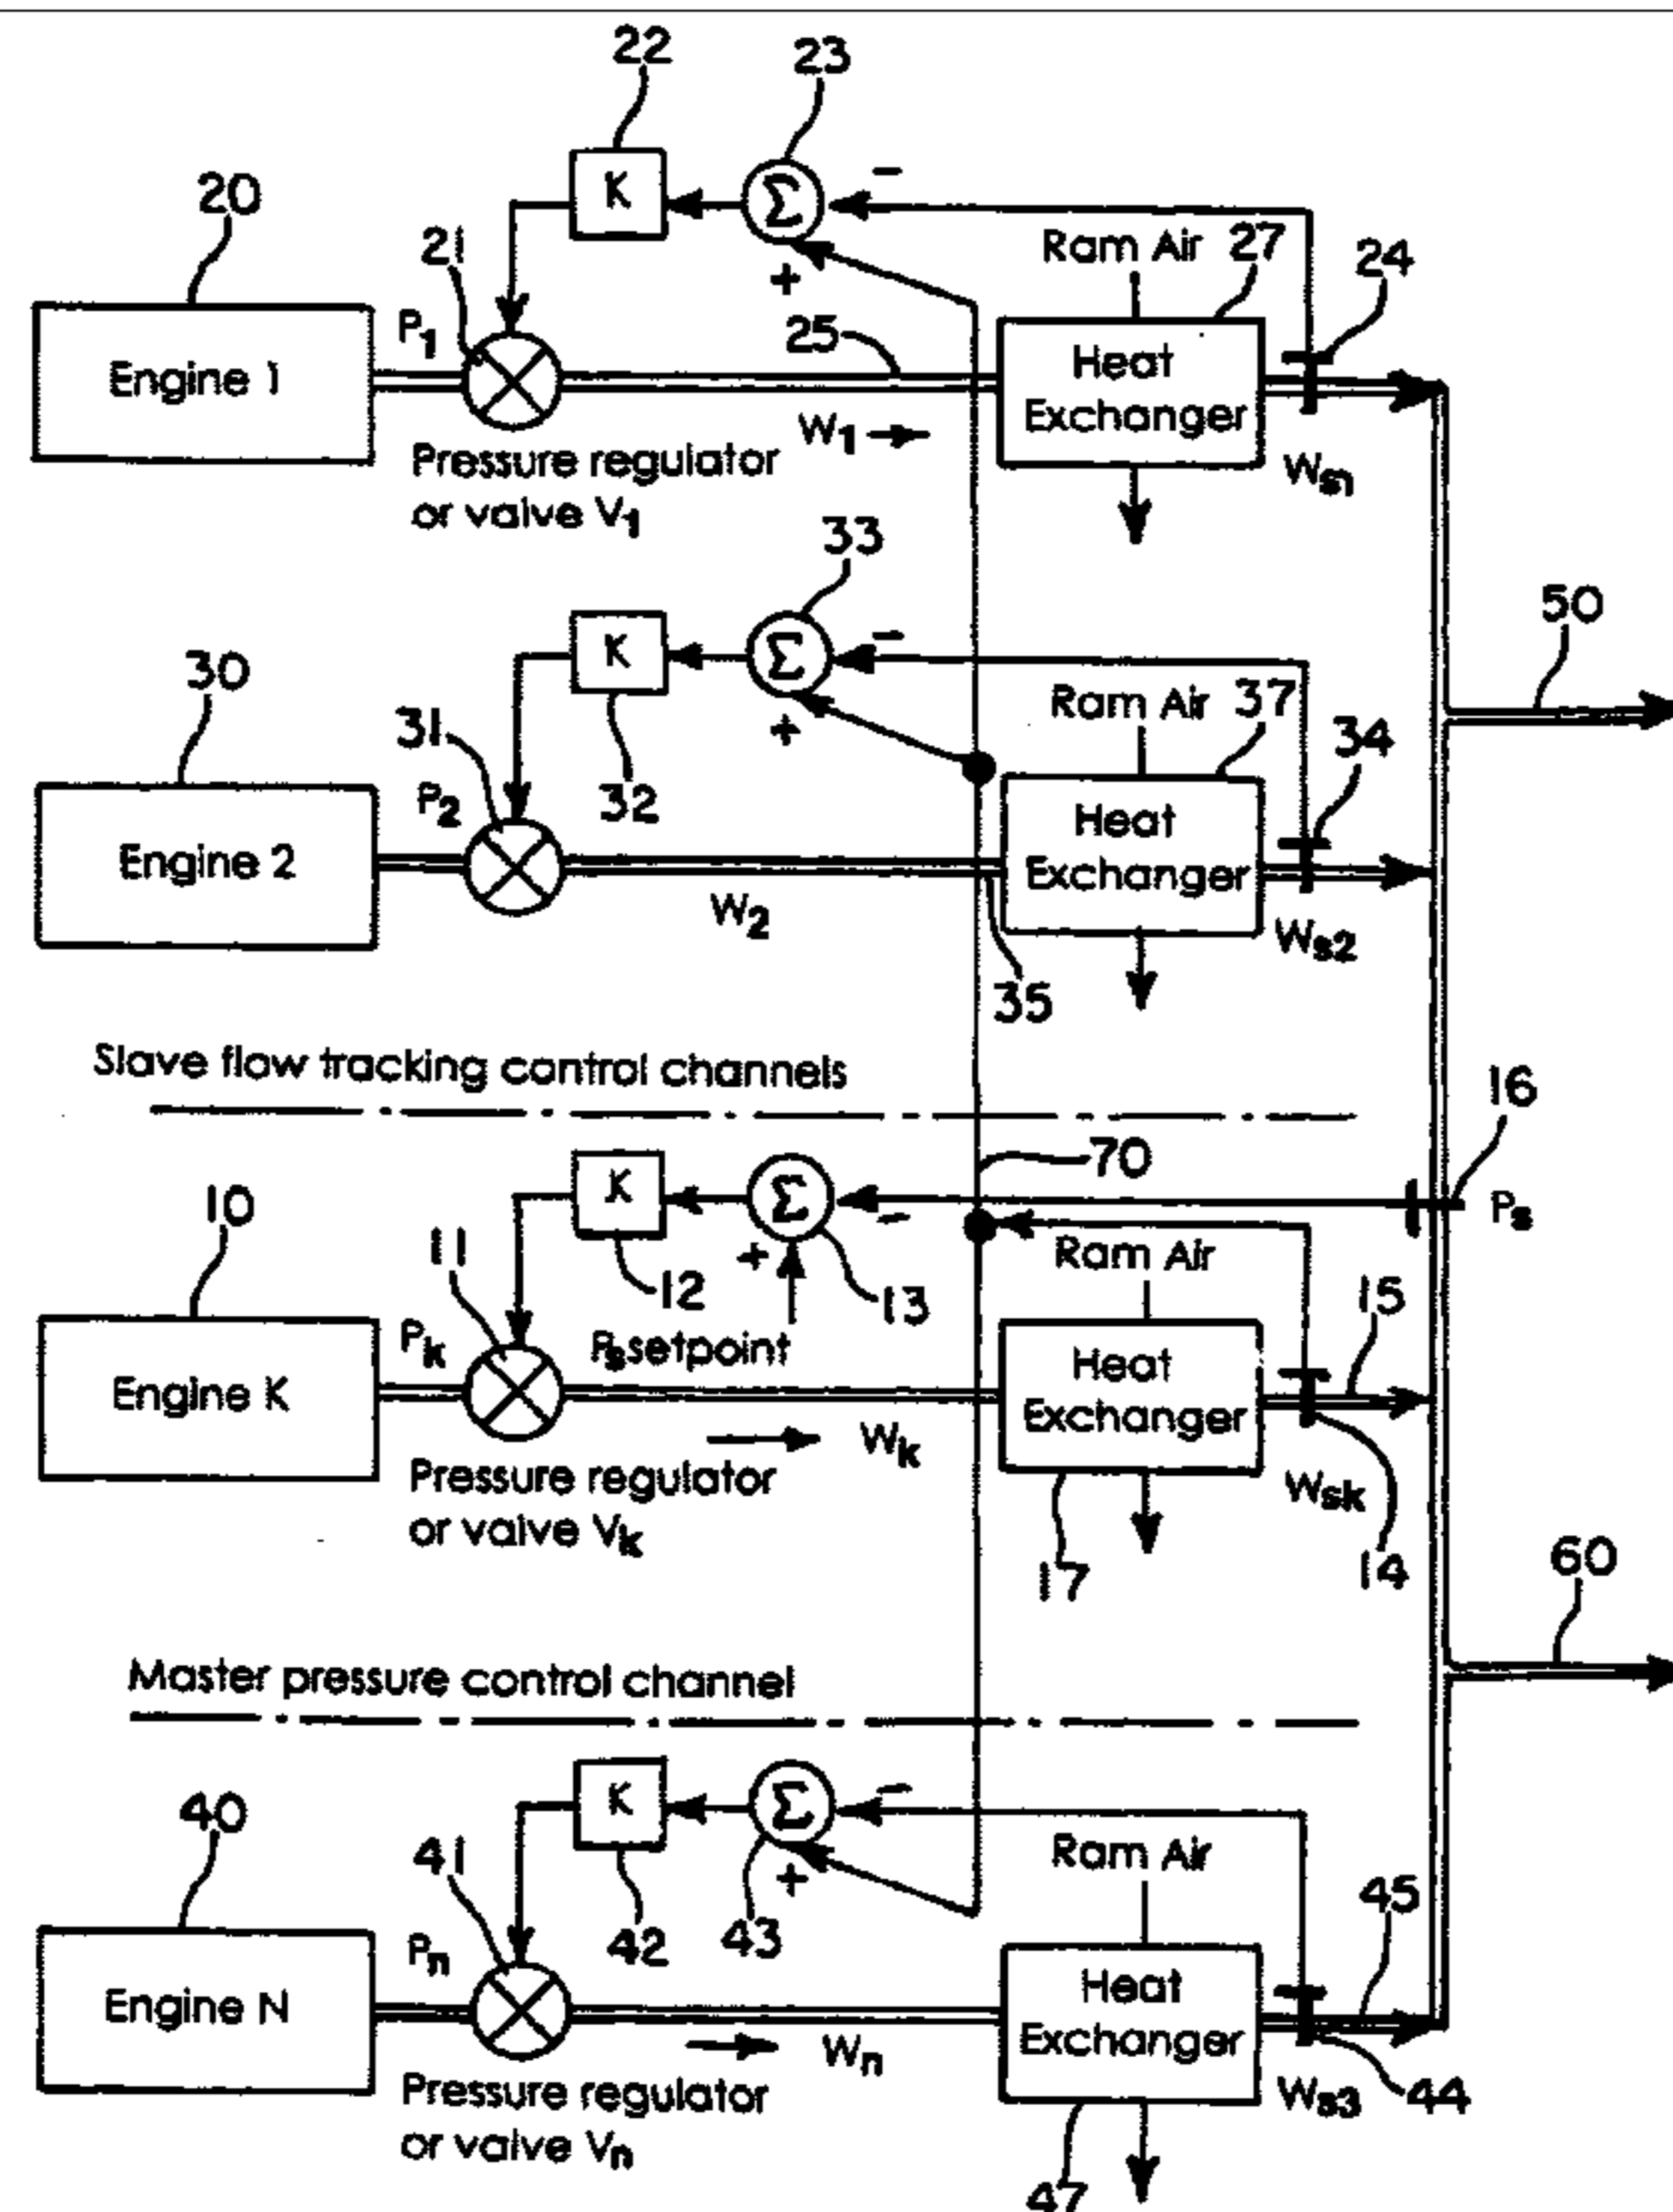 22
23
20
K
Σ
-
Ram Air 27
24
21
P1
+
25
Engine 1
Heat
Exchanger
W1
Ws1
Pressure regulator
or valve V1
33
50
K
Σ
-
30
Ram Air 37
34
31
+
P2
32
Engine 2
Heat
Exchanger
W2
Ws2
35
Slave flow tracking control channels
16
70
K
Σ
-
Ps
10
11
+
Ram Air
12
13
15
Pk
Ps setpoint
Engine K
Heat
Exchanger
Wk
Pressure regulator
or valve Vk
Wsk
60
17
14
Master pressure control channel
K
Σ
-
40
41
+
Ram Air
45
42
43
Pn
Engine N
Heat
Exchanger
Wn
Pressure regulator
or valve Vn
Ws3
44
47